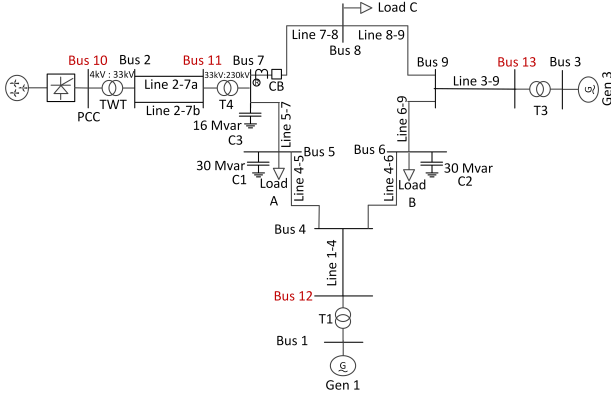 Load C
Line 7-8
Line 8-9
Bus 8
Bus 10
Bus 2
Bus 11
Bus 7
Bus 9
Bus 13
Bus 3
4kV : 33kV
Line 2-7a
33kV:230kV
R
CB
Line 3-9
G
Gen 3
PCC
TWT
Line 2-7b
T4
T3
16 Mvar
C3
Line 5-7
Line 6-9
Bus 5
Bus 6
30 Mvar
C1
Load
A
Line 4-5
Line 4-6
Load
B
30 Mvar
C2
Bus 4
Line 1-4
Bus 12
T1
Bus 1
G
Gen 1